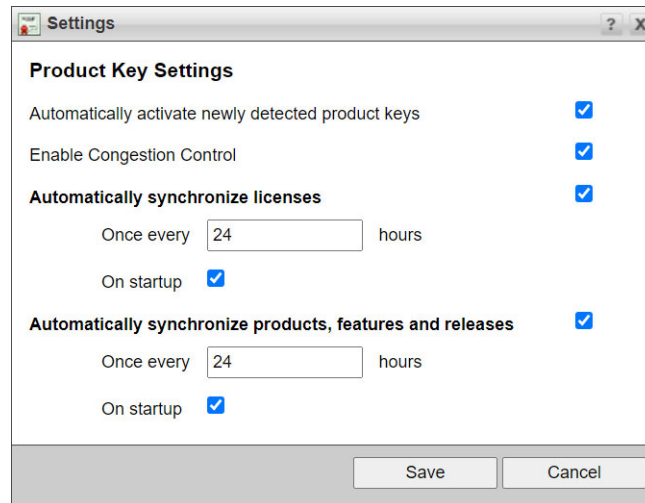 Settings ? X
Product Key Settings
Automatically activate newly detected product keys
Enable Congestion Control
Automatically synchronize licenses
Once every 24 hours
On startup
Automatically synchronize products, features and releases
Once every 24 hours
On startup
Save Cancel